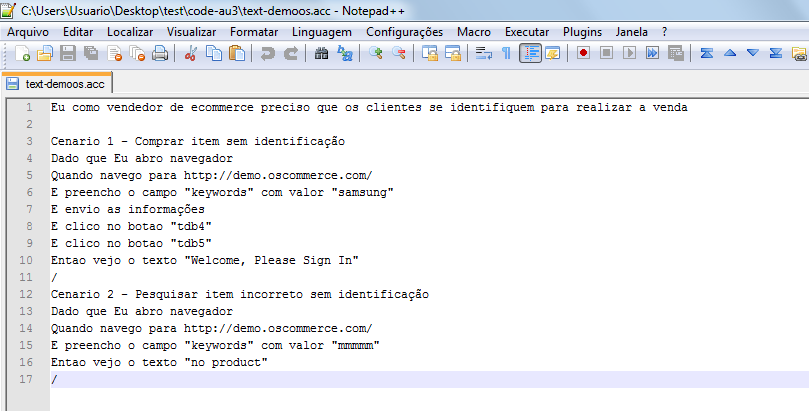 C:\Users\Usuario\Desktop\test\code-au3\text-demoos.acc - Notepad++
Arquivo Editar Localizar Visualizar Formatar Linguagem Configurações Macro Executar Plugins Janela ?
text-demoos.acc
1 Eu como vendedor de ecommerce preciso que os clientes se identifiquem para realizar a venda
2
3 Cenario 1 - Comprar item sem identificação
4 Dado que Eu abro navegador
5 Quando navego para http://demo.oscommerce.com/
6 E preencho o campo "keywords" com valor "samsung"
7 E envio as informações
8 E clico no botao "tdb4"
9 E clico no botao "tdb5"
10 Entao vejo o texto "Welcome, Please Sign In"
11 /
12 Cenario 2 - Pesquisar item incorreto sem identificação
13 Dado que Eu abro navegador
14 Quando navego para http://demo.oscommerce.com/
15 E preencho o campo "keywords" com valor "mmmmm"
16 Entao vejo o texto "no product"
17 /